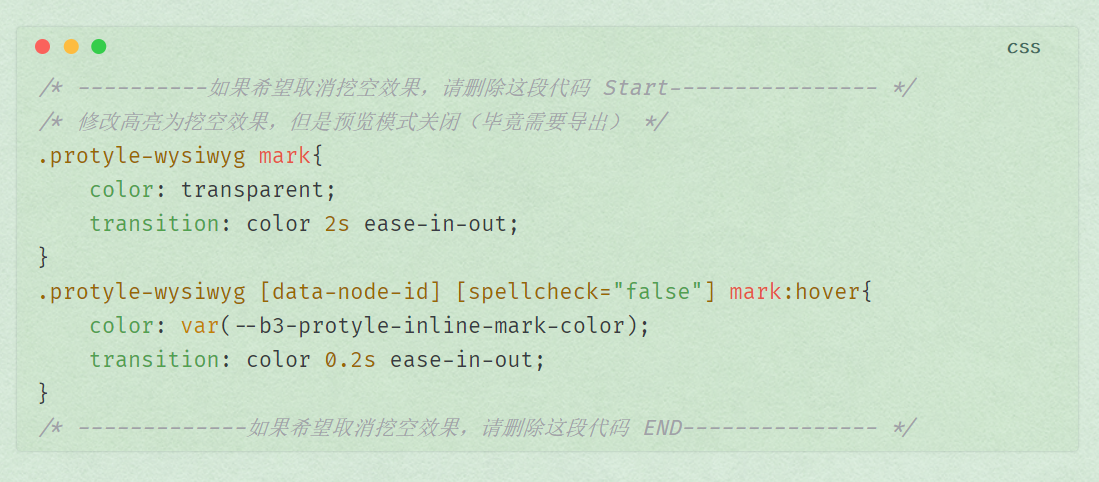 css
/* ----------如果希望取消挖空效果，请删除这段代码 Start---------------- */
/* 修改高亮为挖空效果，但是预览模式关闭（毕竟需要导出） */
.protyle-wysiwyg mark{
    color: transparent;
    transition: color 2s ease-in-out;
}
.protyle-wysiwyg [data-node-id] [spellcheck="false"] mark:hover{
    color: var(--b3-protyle-inline-mark-color);
    transition: color 0.2s ease-in-out;
}
/* -------------如果希望取消挖空效果，请删除这段代码 END--------------- */